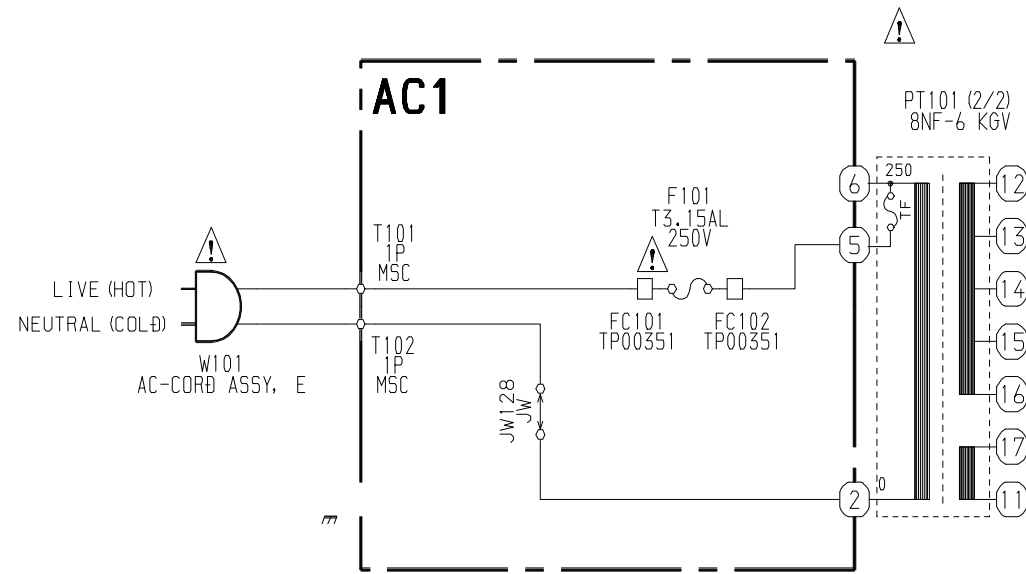 AC1
PT101 (2/2)
8NF-6 KGV
6
250
TF
5
12
13
14
15
16
17
11
F101
T3.15AL
250V
T101
1P
MSC
LIVE (HOT)
NEUTRAL (COLD)
W101
AC-CORD ASSY, E
FC101
TP00351
FC102
TP00351
T102
1P
MSC
JW128
JW
2
0